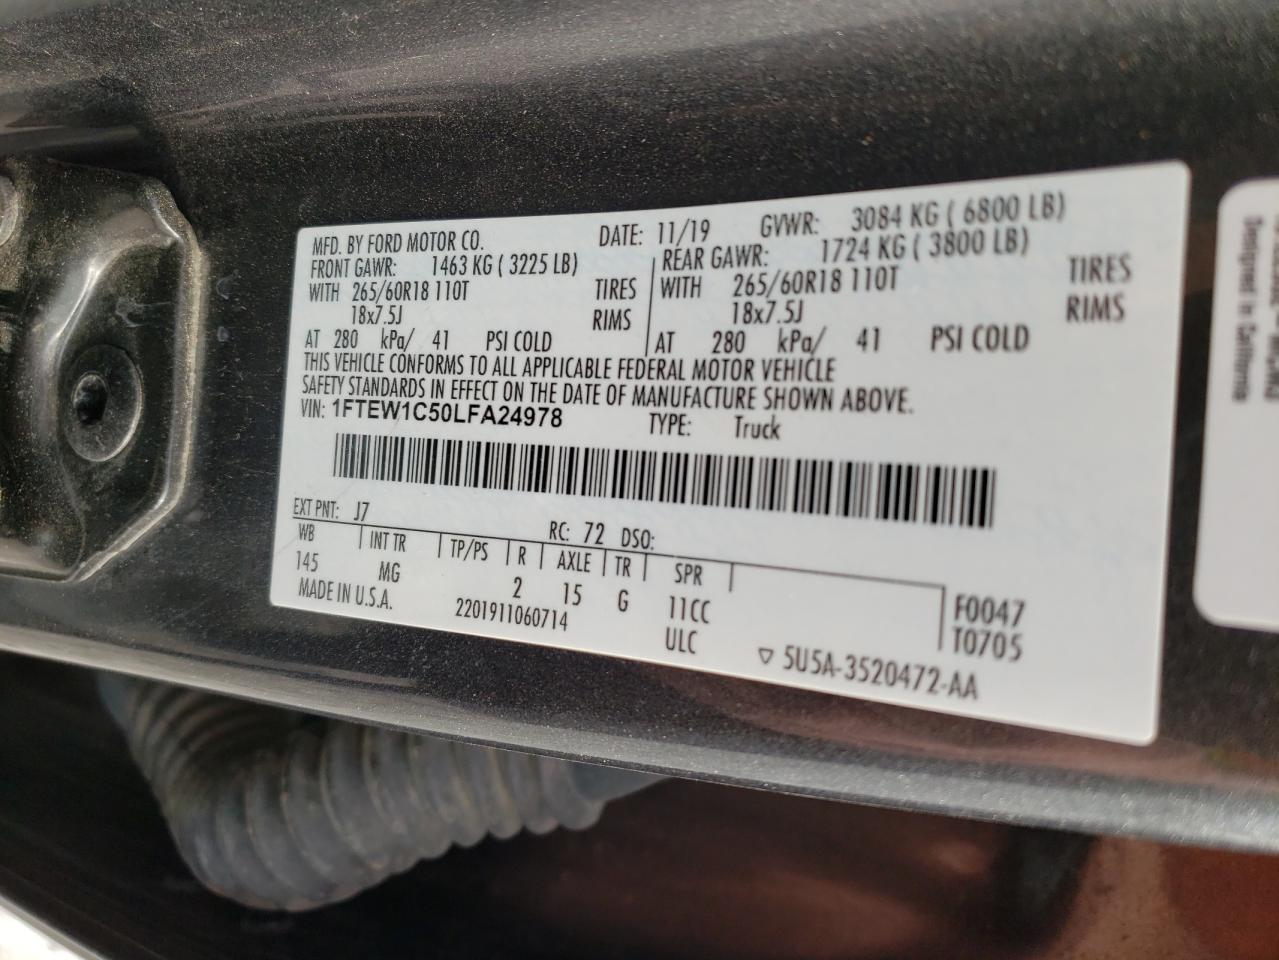 MFD. BY FORD MOTOR CO. DATE: 11/19 GVWR: 3084 KG ( 6800 LB)
FRONT GAWR: 1463 KG ( 3225 LB) REAR GAWR: 1724 KG ( 3800 LB)
WITH 265/60R18 110T TIRES WITH 265/60R18 110T TIRES
18x7.5J RIMS 18x7.5J RIMS
AT 280 kPa/ 41 PSI COLD AT 280 kPa/ 41 PSI COLD
THIS VEHICLE CONFORMS TO ALL APPLICABLE FEDERAL MOTOR VEHICLE
SAFETY STANDARDS IN EFFECT ON THE DATE OF MANUFACTURE SHOWN ABOVE.
VIN: 1FTEW1C50LFA24978 TYPE: Truck
EXT PNT: J7 RC: 72 DSO:
WB INT TR TP/PS R AXLE TR SPR
145 MG 2 15 G 11CC F0047
MADE IN U.S.A. 2201911060714 ULC T0705
▽ 5U5A-3520472-AA
Designed in California